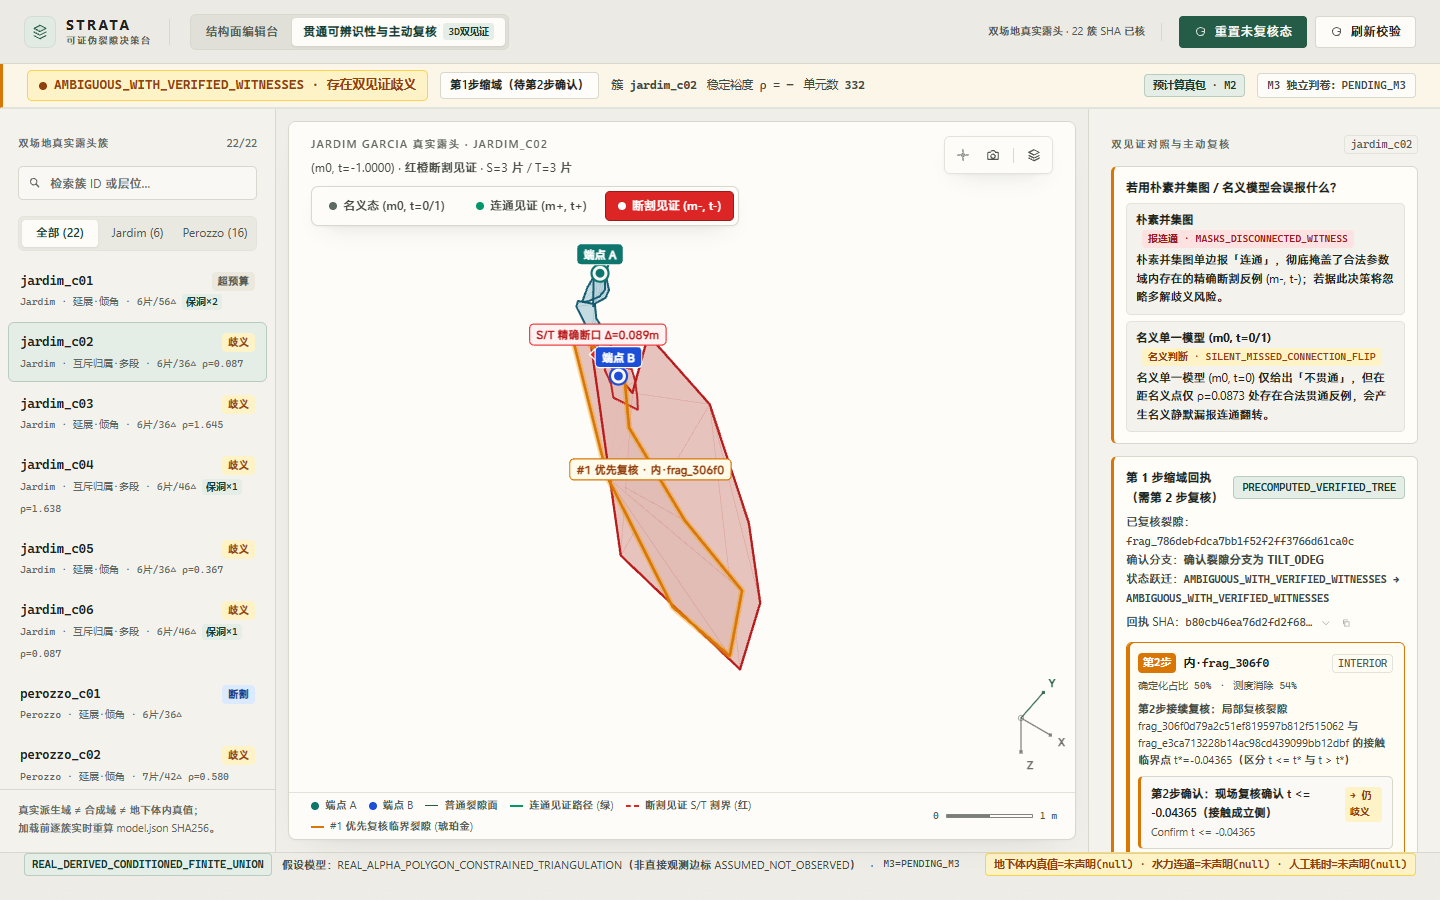 STRATA
可证伪裂隙决策台
结构面编辑台
贯通可辨识性与主动复核 3D双见证
双场地真实露头 · 22 簇 SHA 已核
重置未复核态
刷新校验
AMBIGUOUS_WITH_VERIFIED_WITNESSES · 存在双见证歧义
第1步缩域（待第2步确认）
簇 jardim_c02 稳定裕度 ρ = — 单元数 332
预计算真包 · M2
M3 独立判卷: PENDING_M3
双场地真实露头簇 22/22
检索簇 ID 或层位...
全部 (22) Jardim (6) Perozzo (16)
jardim_c01 超预算
Jardim · 延展·倾角 · 6片/56△ 保洞×2
jardim_c02 歧义
Jardim · 互斥归属·多段 · 6片/36△ ρ=0.087
jardim_c03 歧义
Jardim · 延展·倾角 · 6片/36△ ρ=1.645
jardim_c04 歧义
Jardim · 互斥归属·多段 · 6片/46△ 保洞×1
ρ=1.638
jardim_c05 歧义
Jardim · 延展·倾角 · 6片/36△ ρ=0.367
jardim_c06 歧义
Jardim · 互斥归属·多段 · 6片/46△ 保洞×1
ρ=0.087
perozzo_c01 断割
Perozzo · 延展·倾角 · 6片/36△
perozzo_c02 歧义
Perozzo · 延展·倾角 · 7片/42△ ρ=0.580
真实派生域 ≠ 合成域 ≠ 地下体内真值；
加载前逐簇实时重算 model.json SHA256。
JARDIM GARCIA 真实露头 · JARDIM_C02
(m0, t=-1.0000) · 红橙断割见证 · S=3 片 / T=3 片
名义态 (m0, t=0/1)
连通见证 (m+, t+)
断割见证 (m-, t-)
端点 A
S/T 精确断口 Δ=0.089m
端点 B
#1 优先复核 · 内·frag_306f0
Y
X
Z
端点 A 端点 B 普通裂隙面 连通见证路径 (绿) 断割见证 S/T 割界 (红)
#1 优先复核临界裂隙 (琥珀金)
0 1 m
双见证对照与主动复核 jardim_c02
若用朴素并集图 / 名义模型会误报什么？
朴素并集图
报连通 · MASKS_DISCONNECTED_WITNESS
朴素并集图单边报「连通」，彻底掩盖了合法参数
域内存在的精确断割反例 (m-, t-)；若据此决策将忽
略多解歧义风险。
名义单一模型 (m0, t=0/1)
名义判断 · SILENT_MISSED_CONNECTION_FLIP
名义单一模型 (m0, t=0) 仅给出「不贯通」，但在
距名义点仅 ρ=0.0873 处存在合法贯通反例，会产
生名义静默漏报连通翻转。
第 1 步缩域回执
（需第 2 步复核）
PRECOMPUTED_VERIFIED_TREE
已复核裂隙：
frag_786debfdca7bb1f52f2ff3766d61ca0c
确认分支：确认裂隙分支为 TILT_0DEG
状态跃迁：AMBIGUOUS_WITH_VERIFIED_WITNESSES →
AMBIGUOUS_WITH_VERIFIED_WITNESSES
回执 SHA：b80cb46ea76d2fd2f68…
第2步 内·frag_306f0 INTERIOR
确定化占比 50% · 测度消除 54%
第2步接续复核：局部复核裂隙
frag_306f0d79a2c51ef819597b812f515062 与
frag_e3ca713228b14ac98cd439099bb12dbf 的接触
临界点 t*=-0.04365（区分 t <= t* 与 t > t*）
第2步确认：现场复核确认 t <=
-0.04365（接触成立侧）
→ 仍
歧义
Confirm t <= -0.04365
REAL_DERIVED_CONDITIONED_FINITE_UNION
假设模型：REAL_ALPHA_POLYGON_CONSTRAINED_TRIANGULATION (非直接观测边标 ASSUMED_NOT_OBSERVED) · M3=PENDING_M3
地下体内真值=未声明(null) · 水力连通=未声明(null) · 人工耗时=未声明(null)